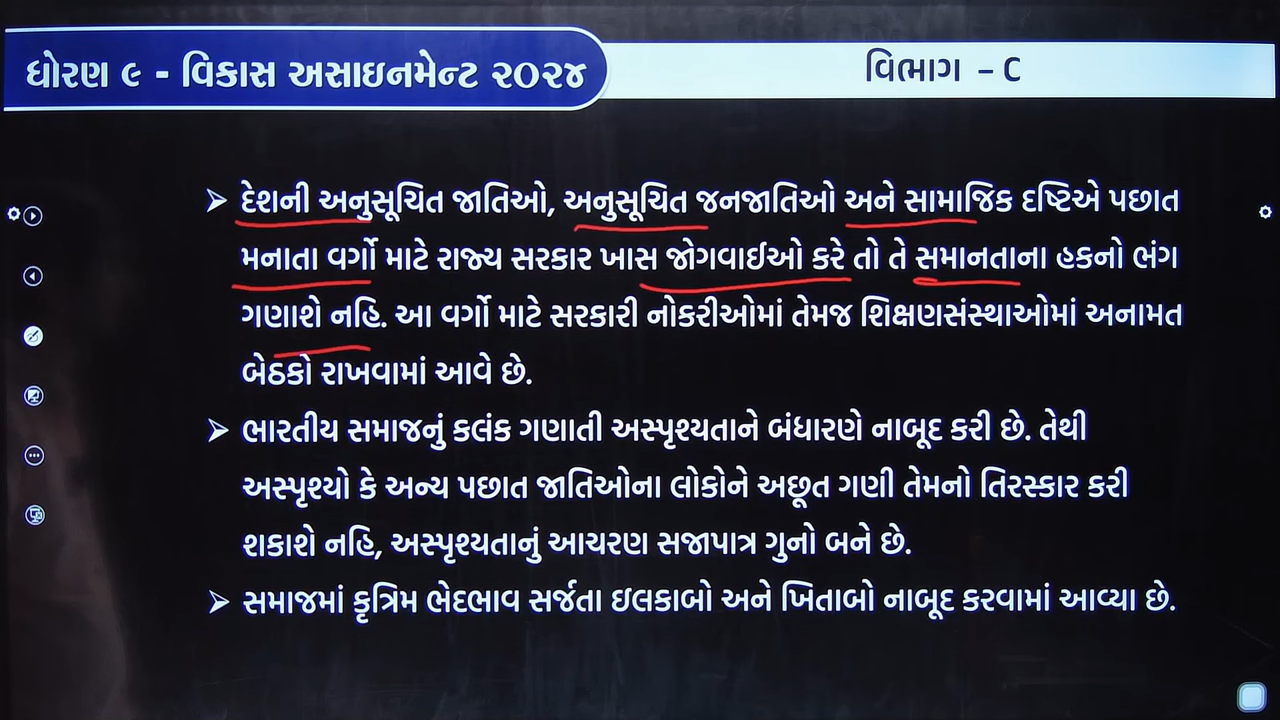 ધોરણ ૯ - વિકાસ અસાઇનમેન્ટ ૨૦૨૪
વિભાગ – C
➢ દેશની અનુસૂચિત જાતિઓ, અનુસૂચિત જનજાતિઓ અને સામાજિક દષ્ટિએ પછાત
મનાતા વર્ગો માટે રાજ્ય સરકાર ખાસ જોગવાઈઓ કરે તો તે સમાનતાના હકનો ભંગ
ગણાશે નહિ. આ વર્ગો માટે સરકારી નોકરીઓમાં તેમજ શિક્ષણસંસ્થાઓમાં અનામત
બેઠકો રાખવામાં આવે છે.
➢ ભારતીય સમાજનું કલંક ગણાતી અસ્પૃશ્યતાને બંધારણે નાબૂદ કરી છે. તેથી
અસ્પૃશ્યો કે અન્ય પછાત જાતિઓના લોકોને અછૂત ગણી તેમનો તિરસ્કાર કરી
શકાશે નહિ, અસ્પૃશ્યતાનું આચરણ સજાપાત્ર ગુનો બને છે.
➢ સમાજમાં કૃત્રિમ ભેદભાવ સર્જતા ઇલકાબો અને ખિતાબો નાબૂદ કરવામાં આવ્યા છે.